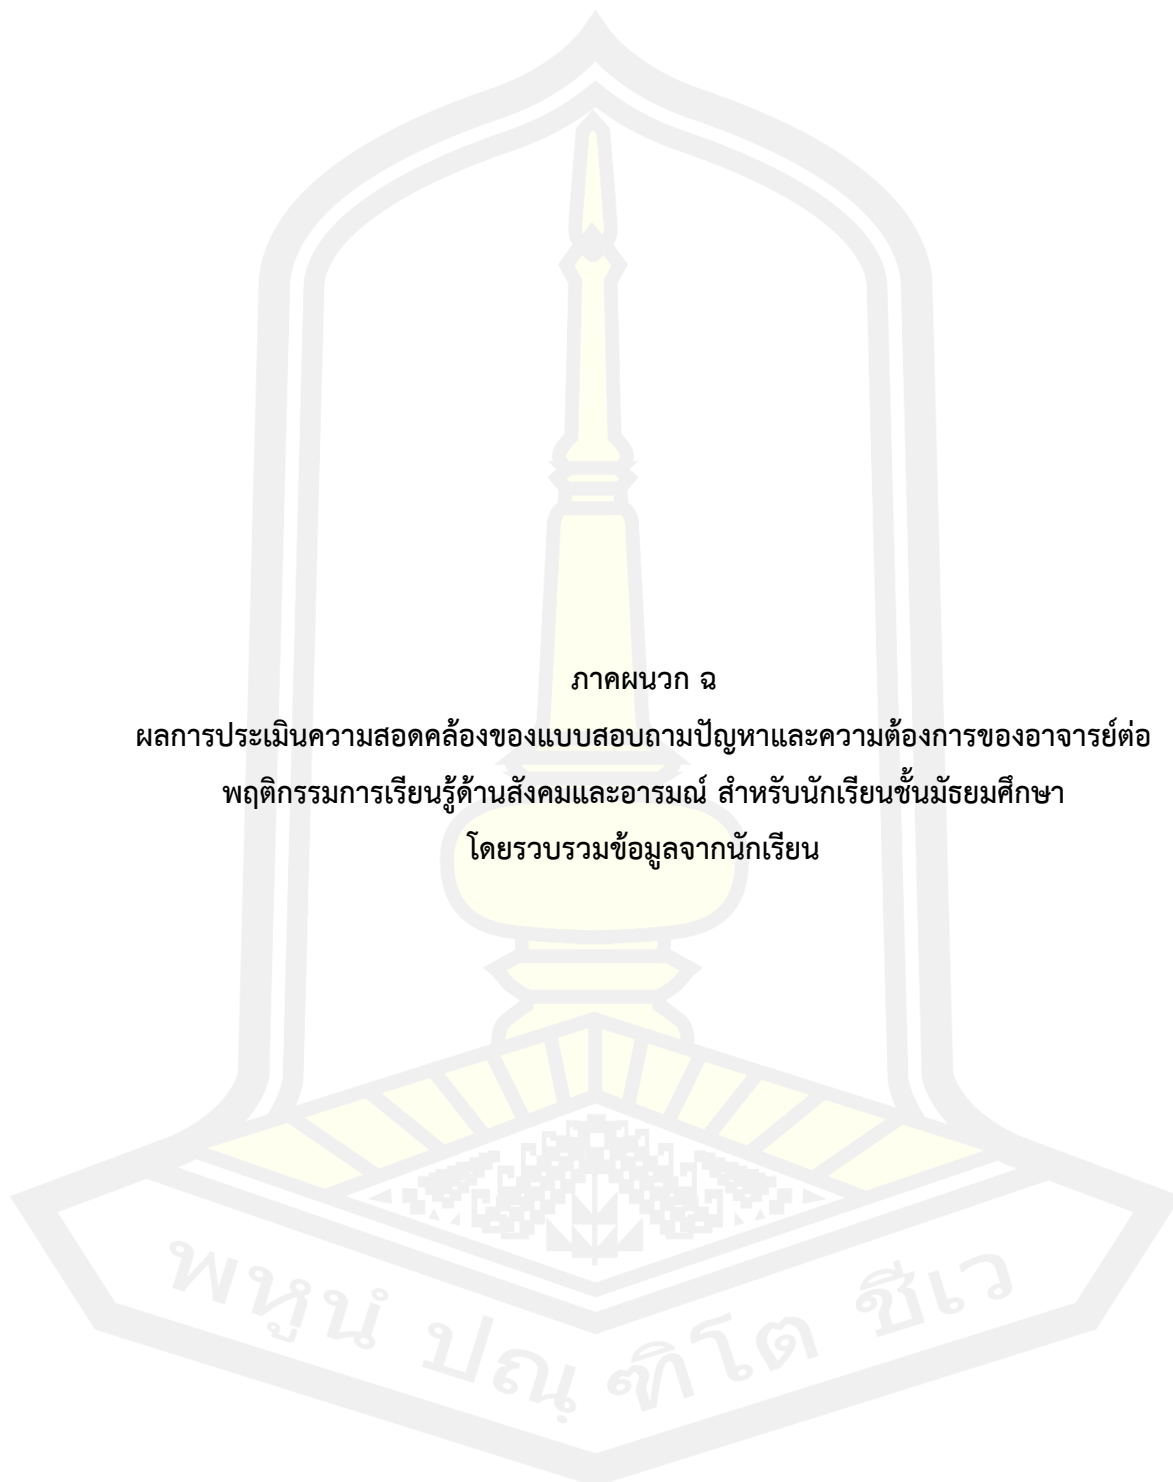 ภาคผนวก ฉ
ผลการประเมินความสอดคล้องของแบบสอบถามปัญหาและความต้องการของอาจารย์ต่อ
พฤติกรรมการเรียนรู้ด้านสังคมและอารมณ์ สำหรับนักเรียนชั้นมัธยมศึกษา
โดยรวบรวมข้อมูลจากนักเรียน
พหูนํ ปณฺฑิโต ชีเว